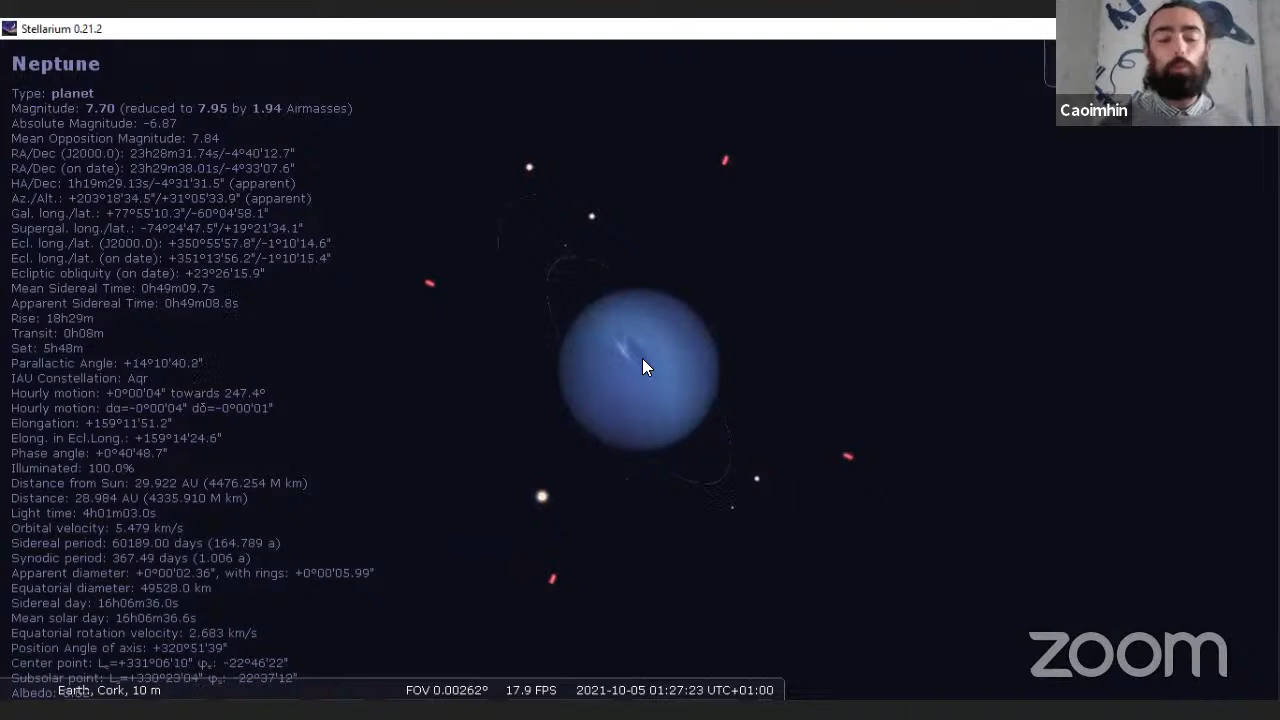 Stellarium 0.21.2
Neptune
Type: planet
Magnitude: 7.70 (reduced to 7.95 by 1.94 Airmasses)
Absolute Magnitude: -6.87
Mean Opposition Magnitude: 7.84
RA/Dec (J2000.0): 23h28m31.74s/-4°40'12.7"
RA/Dec (on date): 23h29m38.01s/-4°33'07.6"
HA/Dec: 1h19m29.13s/-4°31'31.5" (apparent)
Az./Alt.: +203°18'34.5"/+31°05'33.9" (apparent)
Gal. long./lat.: +77°55'10.3"/-60°04'58.1"
Supergal. long./lat.: -74°24'47.5"/+19°21'34.1"
Ecl. long./lat. (J2000.0): +350°55'57.8"/-1°10'14.6"
Ecl. long./lat. (on date): +351°13'56.2"/-1°10'15.4"
Ecliptic obliquity (on date): +23°26'15.9"
Mean Sidereal Time: 0h49m09.7s
Apparent Sidereal Time: 0h49m08.8s
Rise: 18h29m
Transit: 0h08m
Set: 5h48m
Parallactic Angle: +14°10'40.2"
IAU Constellation: Aqr
Hourly motion: +0°00'04" towards 247.4°
Hourly motion: dα=-0°00'04" dδ=-0°00'01"
Elongation: +159°11'51.2"
Elong. in Ecl.Long.: +159°14'24.6"
Phase angle: +0°40'48.7"
Illuminated: 100.0%
Distance from Sun: 29.922 AU (4476.254 M km)
Distance: 28.984 AU (4335.910 M km)
Light time: 4h01m03.0s
Orbital velocity: 5.479 km/s
Sidereal period: 60189.00 days (164.789 a)
Synodic period: 367.49 days (1.006 a)
Apparent diameter: +0°00'02.36", with rings: +0°00'05.99"
Equatorial diameter: 49528.0 km
Sidereal day: 16h06m36.0s
Mean solar day: 16h06m36.6s
Equatorial rotation velocity: 2.683 km/s
Position Angle of axis: +320°51'39"
Center point: Lc=+331°06'10" φc: -22°46'22"
Subsolar point: Ls=+330°23'04" φs: -22°37'12"
Albedo:
Earth, Cork, 10 m
FOV 0.00262°
17.9 FPS
2021-10-05 01:27:23 UTC+01:00
Caoimhin
zoom